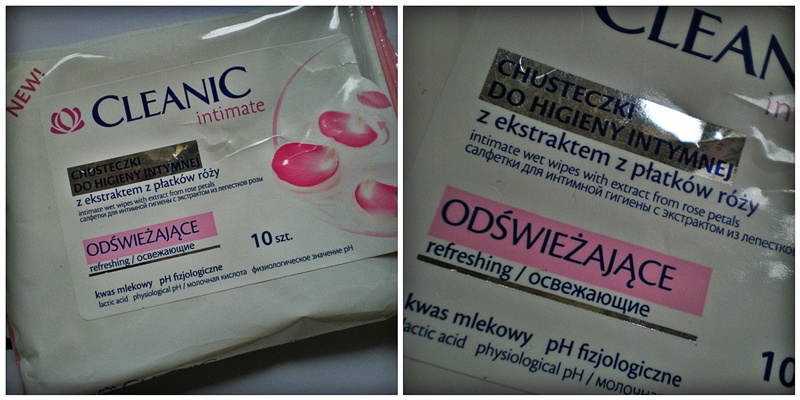 NEW!
CLEANIC
intimate
CHUSTECZKI
DO HIGIENY INTYMNEJ
z ekstraktem z płatków róży
intimate wet wipes with extract from rose petals
салфетки для интимной гигиены с экстрактом из лепестков розы
ODŚWIEŻAJĄCE
refreshing / освежающие
10 szt.
kwas mlekowy pH fizjologiczne
lactic acid physiological pH / молочная кислота физиологическое значение pH
CLEAN
in
CHUSTECZKI
DO HIGIENY INTYMNEJ
z ekstraktem z płatków róży
intimate wet wipes with extract from rose petals
салфетки для интимной гигиены с экстрактом из лепестков
ODŚWIEŻAJĄCE
refreshing / освежающие
kwas mlekowy pH fizjologiczne
lactic acid physiological pH / молочная
10